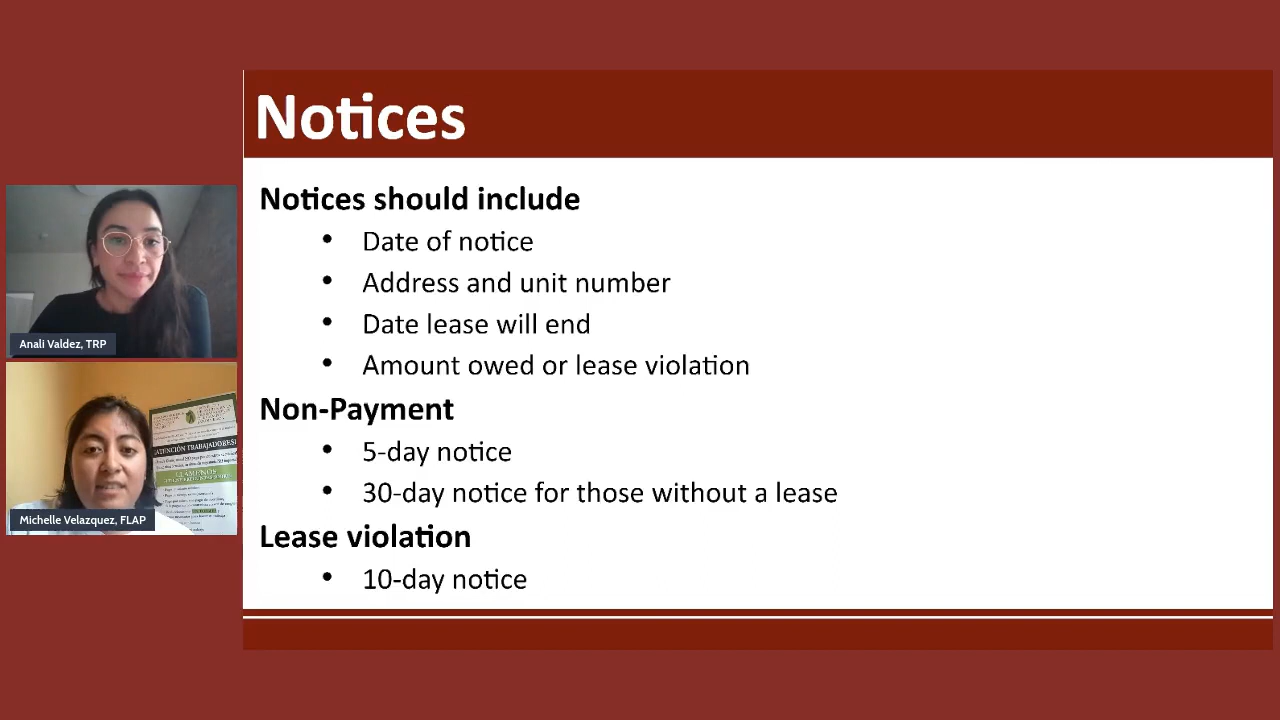 Notices
Notices should include
• Date of notice
• Address and unit number
• Date lease will end
• Amount owed or lease violation
Non-Payment
• 5-day notice
• 30-day notice for those without a lease
Lease violation
• 10-day notice
Anali Valdez, TRP
¡ATENCIÓN TRABAJADORES!
Michelle Velazquez, FLAP